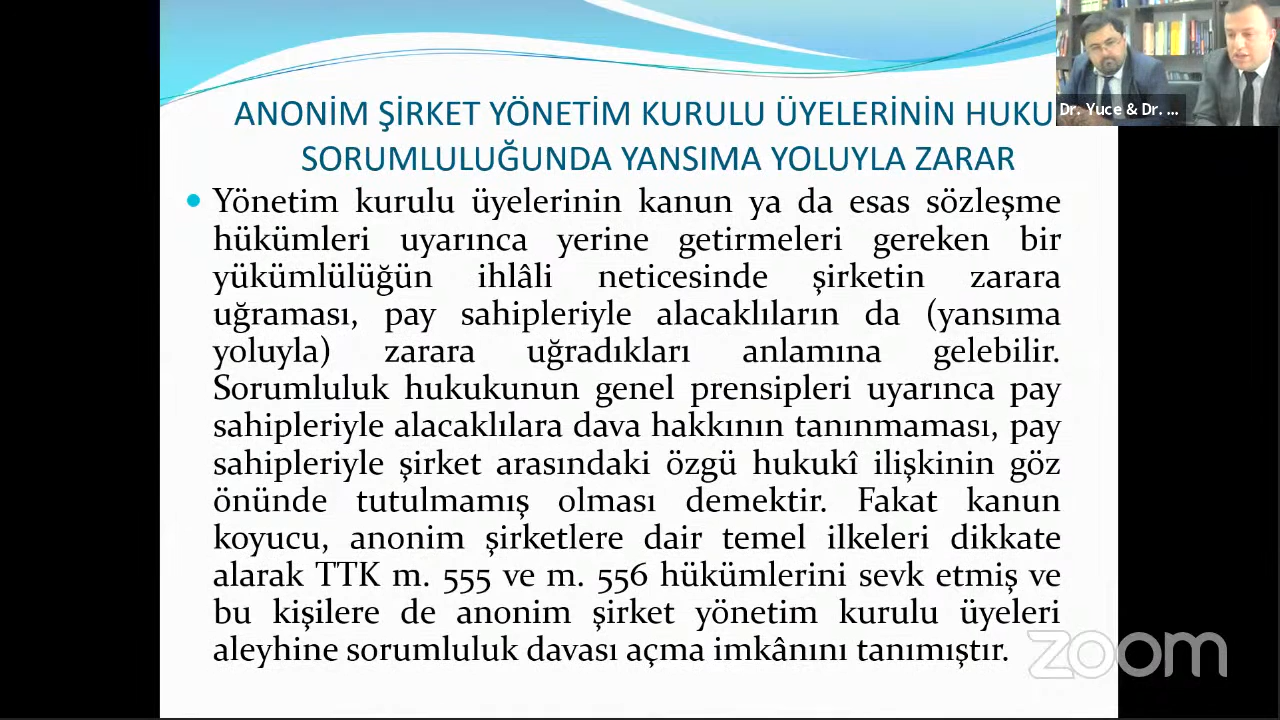 ANONİM ŞİRKET YÖNETİM KURULU ÜYELERİNİN HUKU
SORUMLULUĞUNDA YANSIMA YOLUYLA ZARAR
Dr. Yuce & Dr. ...
Yönetim kurulu üyelerinin kanun ya da esas sözleşme
hükümleri uyarınca yerine getirmeleri gereken bir
yükümlülüğün ihlâli neticesinde şirketin zarara
uğraması, pay sahipleriyle alacaklıların da (yansıma
yoluyla) zarara uğradıkları anlamına gelebilir.
Sorumluluk hukukunun genel prensipleri uyarınca pay
sahipleriyle alacaklılara dava hakkının tanınmaması, pay
sahipleriyle şirket arasındaki özgü hukukî ilişkinin göz
önünde tutulmamış olması demektir. Fakat kanun
koyucu, anonim şirketlere dair temel ilkeleri dikkate
alarak TTK m. 555 ve m. 556 hükümlerini sevk etmiş ve
bu kişilere de anonim şirket yönetim kurulu üyeleri
aleyhine sorumluluk davası açma imkânını tanımıştır.
zoom